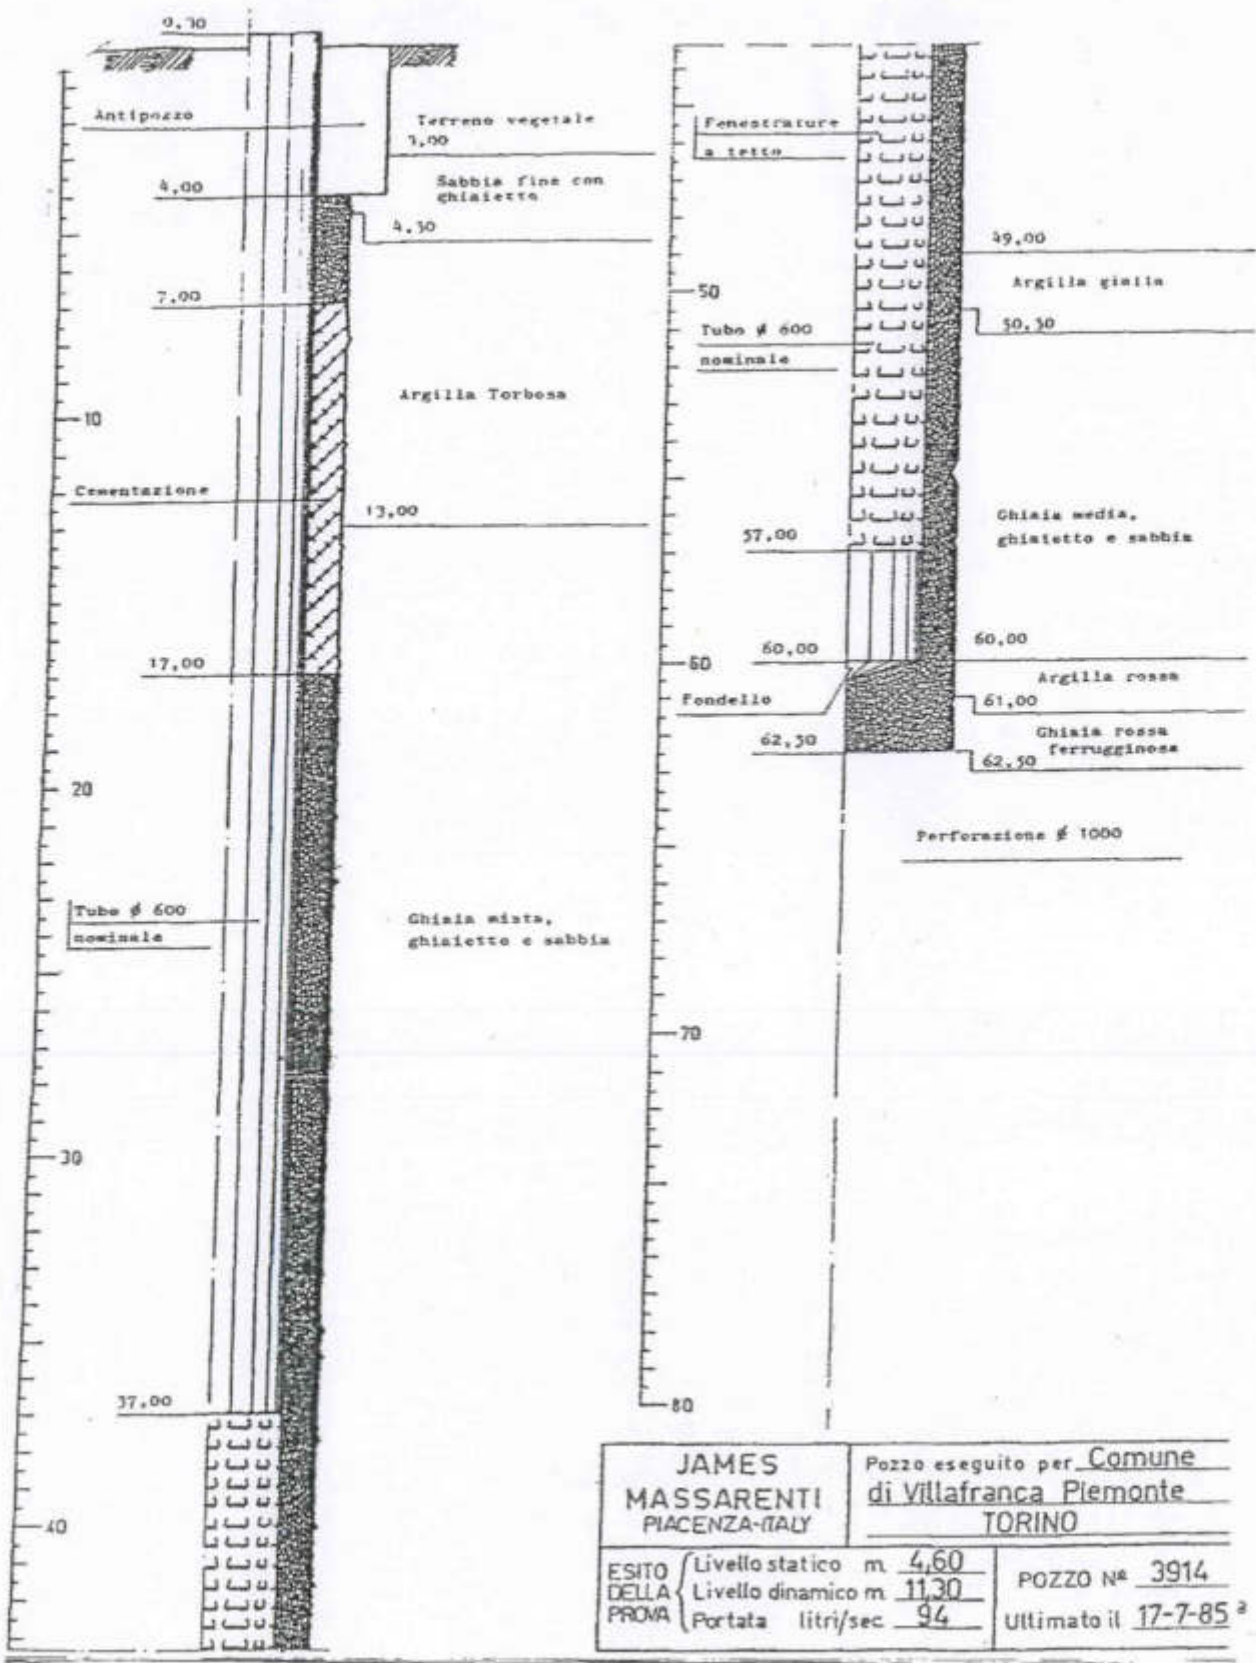 0,30
Antipozzo
Terreno vegetale
3,00
4,00
Sabbia fine con
ghiaietto
4,30
7,00
Argilla Torbosa
10
Cementazione
13,00
17,00
20
Tubo ø 600
nominale
Ghiaia mista,
ghiaietto e sabbia
30
37,00
40
Fenestrature
a tetto
49,00
50
Argilla gialla
50,50
Tubo ø 600
nominale
Ghiaia media,
ghiaietto e sabbia
57,00
60
60,00
60,00
Argilla rossa
Fondello
61,00
Ghiaia rossa
ferrugginosa
62,50
62,50
Perforazione ø 1000
70
80
JAMES
MASSARENTI
PIACENZA-ITALY
Pozzo eseguito per Comune
di Villafranca Piemonte
TORINO
ESITO
DELLA
PROVA
Livello statico m 4,60
Livello dinamico m 11,30
Portata litri/sec 94
POZZO Nº 3914
Ultimato il 17-7-85